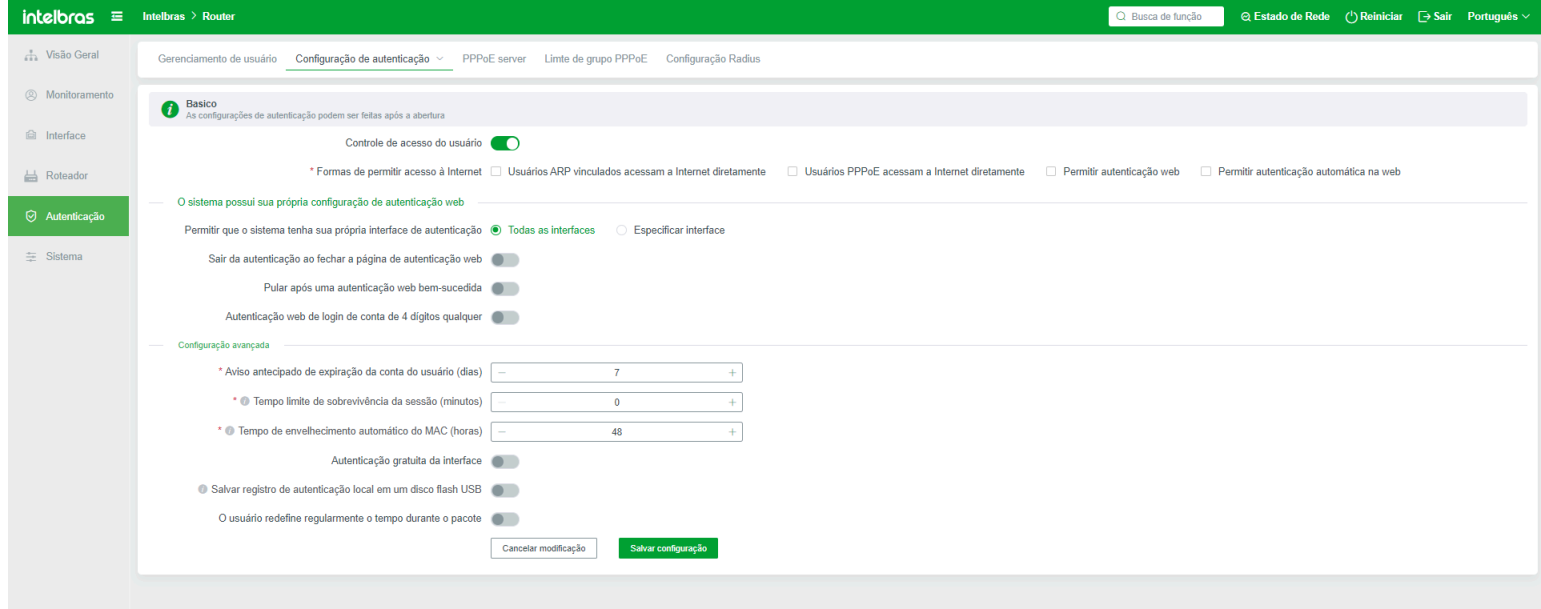 intelbras Intelbras > Router Busca de função Estado de Rede Reiniciar Sair Português
Visão Geral
Monitoramento
Interface
Roteador
Autenticação
Sistema
Gerenciamento de usuário Configuração de autenticação PPPoE server Limte de grupo PPPoE Configuração Radius
Basico
As configurações de autenticação podem ser feitas após a abertura
Controle de acesso do usuário
* Formas de permitir acesso à Internet Usuários ARP vinculados acessam a Internet diretamente Usuários PPPoE acessam a Internet diretamente Permitir autenticação web Permitir autenticação automática na web
O sistema possui sua própria configuração de autenticação web
Permitir que o sistema tenha sua própria interface de autenticação Todas as interfaces Especificar interface
Sair da autenticação ao fechar a página de autenticação web
Pular após uma autenticação web bem-sucedida
Autenticação web de login de conta de 4 dígitos qualquer
Configuração avançada
* Aviso antecipado de expiração da conta do usuário (dias) − 7 +
* Tempo limite de sobrevivência da sessão (minutos) − 0 +
* Tempo de envelhecimento automático do MAC (horas) − 48 +
Autenticação gratuita da interface
Salvar registro de autenticação local em um disco flash USB
O usuário redefine regularmente o tempo durante o pacote
Cancelar modificação Salvar configuração